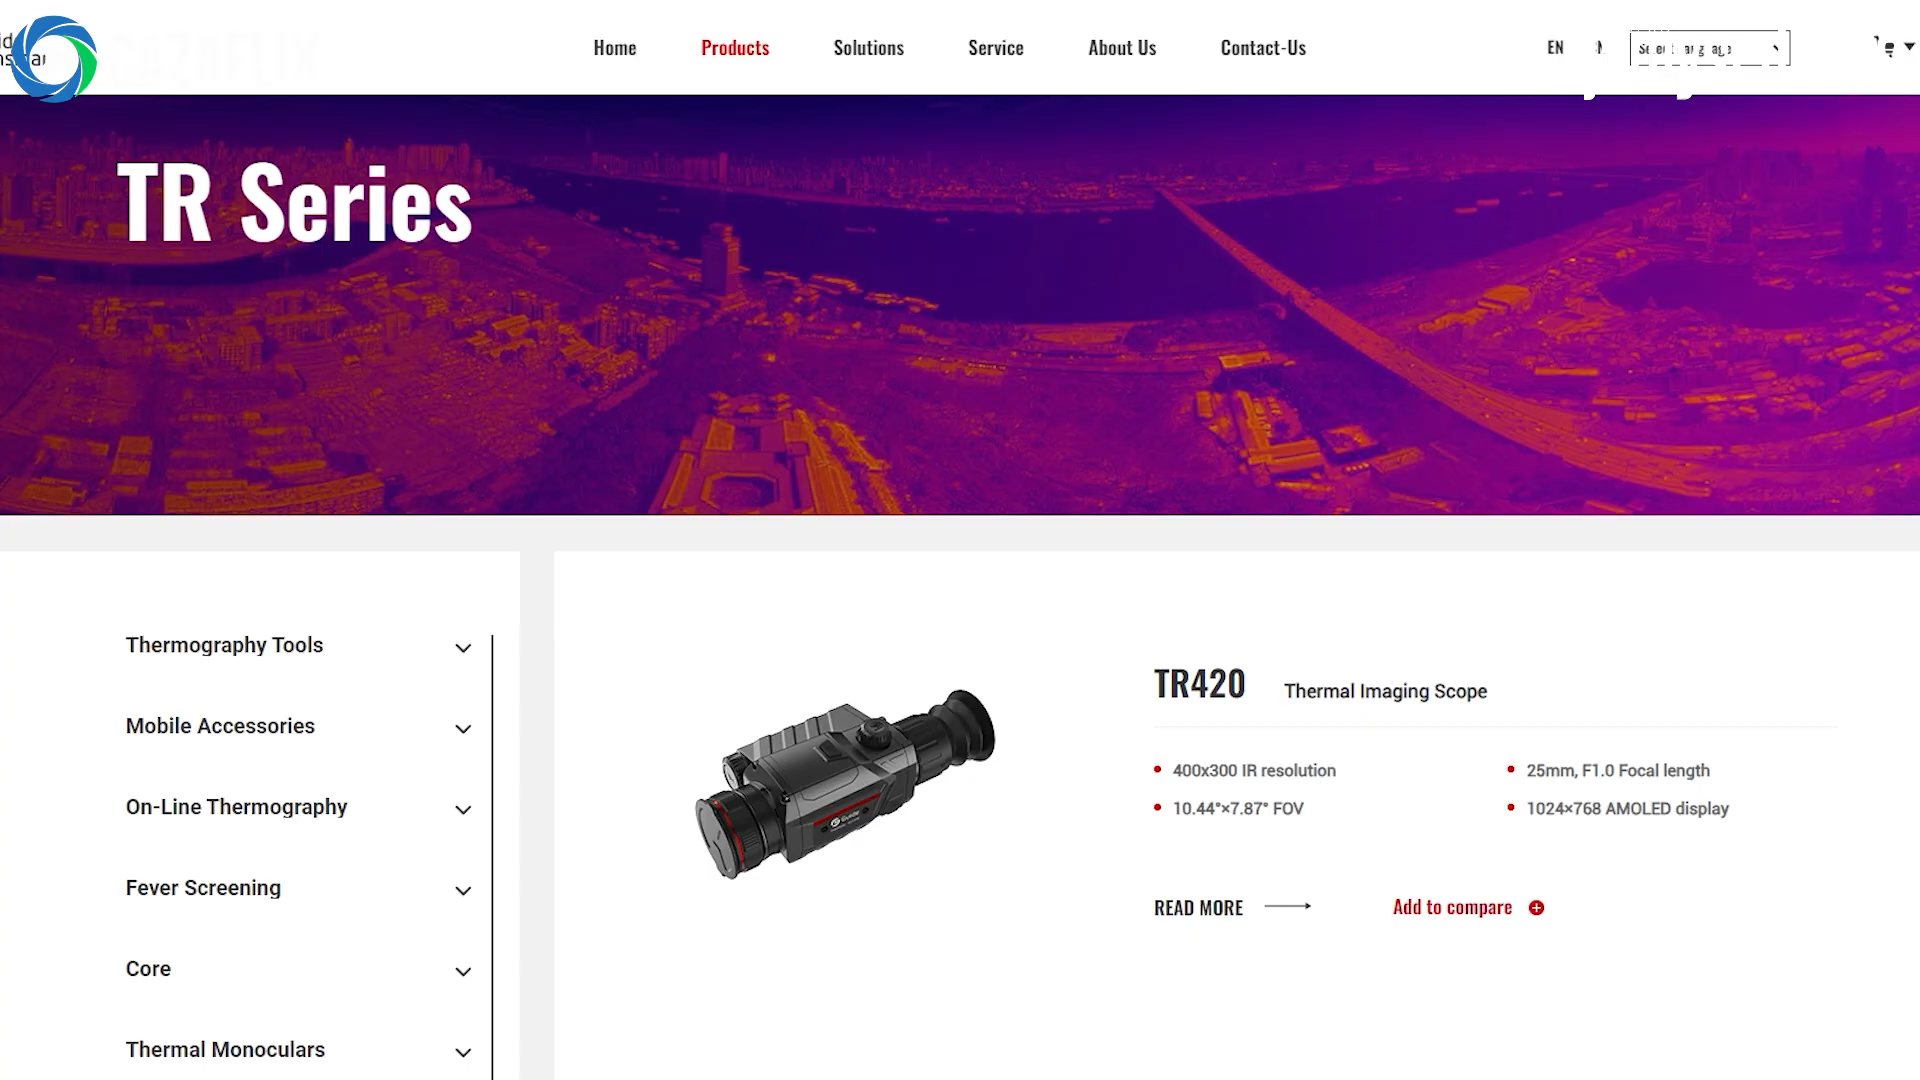 Home
Products
Solutions
Service
About Us
Contact-Us
EN
TR Series
Thermography Tools
Mobile Accessories
On-Line Thermography
Fever Screening
Core
Thermal Monoculars
TR420
Thermal Imaging Scope
400x300 IR resolution
25mm, F1.0 Focal length
10.44°×7.87° FOV
1024×768 AMOLED display
GUIDE
READ MORE
Add to compare